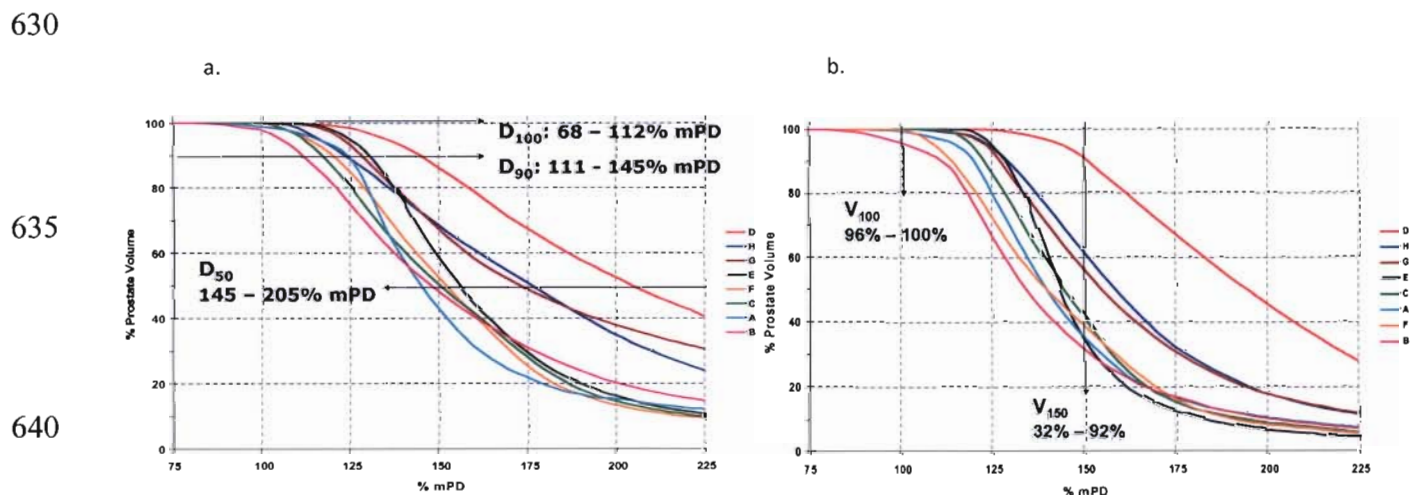 630
635
640
a.
% Prostate Volume
100
80
60
40
20
0
75
100
125
150
175
200
225
% mPD
D100: 68 – 112% mPD
D90: 111 - 145% mPD
D50
145 – 205% mPD
D
H
G
E
F
C
A
B
b.
% Prostate Volume
100
80
60
40
20
0
75
100
125
150
175
200
225
% mPD
V100
96% – 100%
V150
32% – 92%
D
H
G
E
C
A
F
B